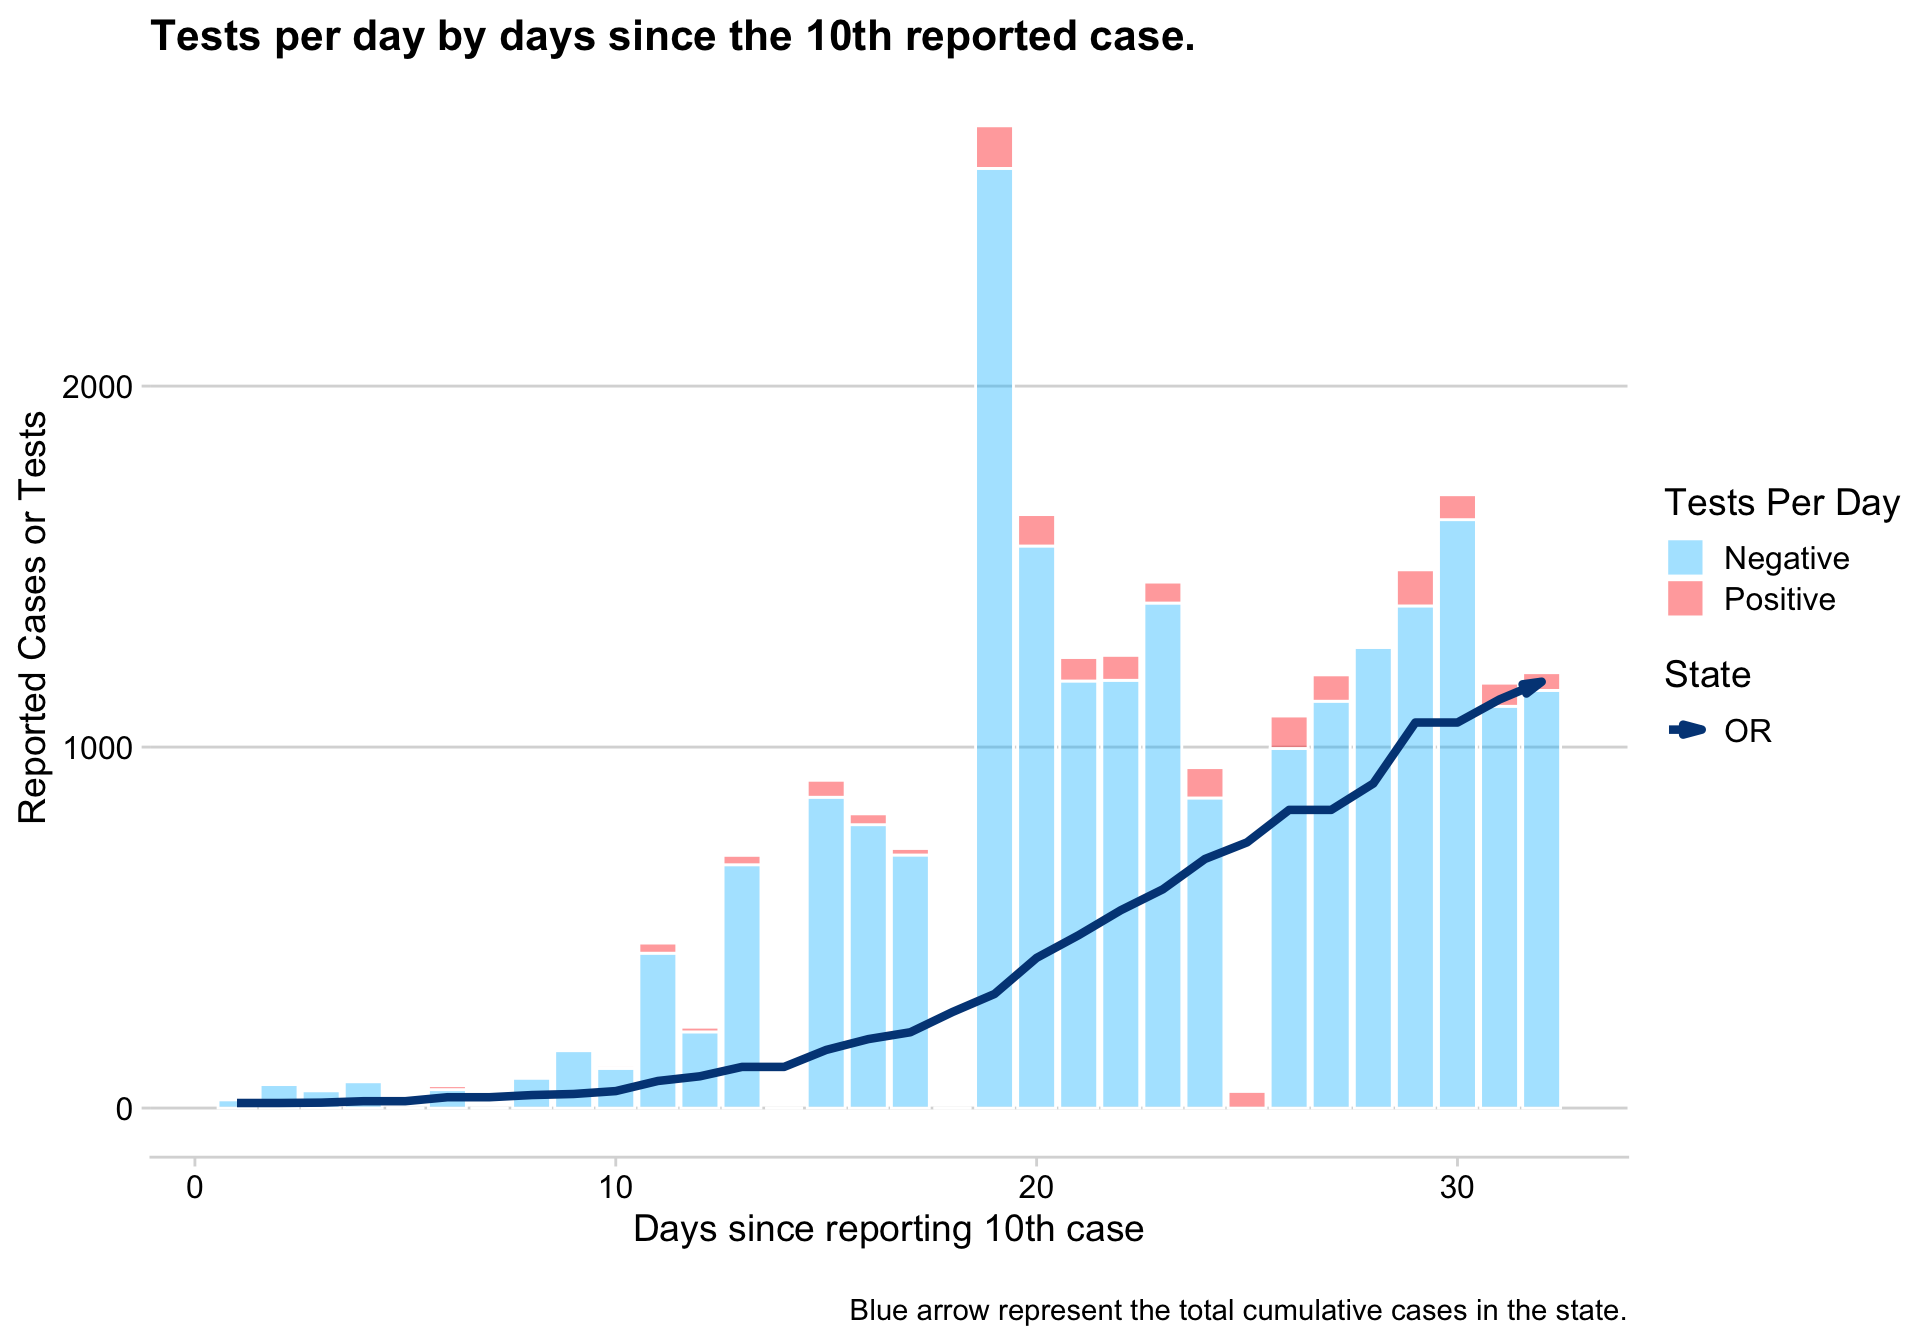 Tests per day by days since the 10th reported case.
Reported Cases or Tests
2000
1000
0
0
10
20
30
Days since reporting 10th case
Tests Per Day
Negative
Positive
State
OR
Blue arrow represent the total cumulative cases in the state.